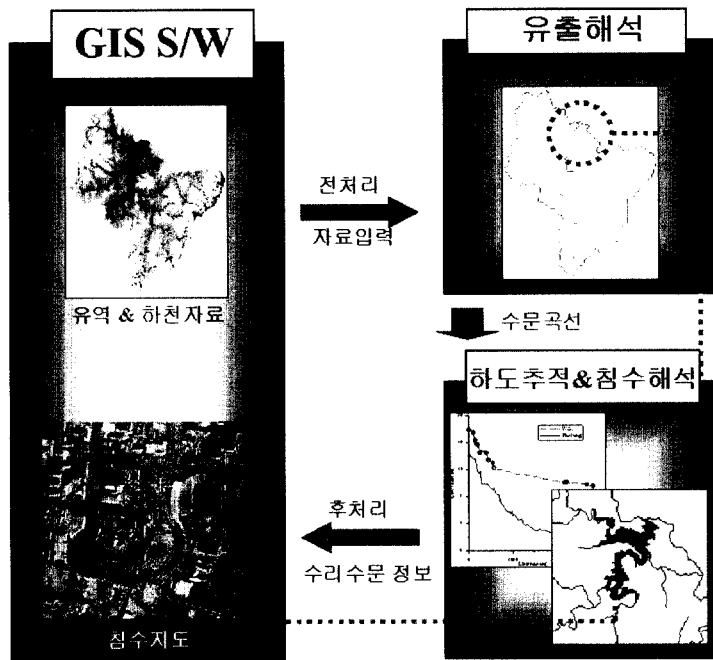 GIS S/W
유역 & 하천자료
침수지도
전처리
자료입력
유출해석
수문곡선
하도추적&침수해석
후처리
수리수문 정보